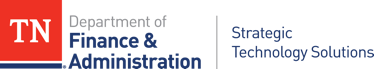 TN
Department of
Finance &
Administration
Strategic
Technology Solutions